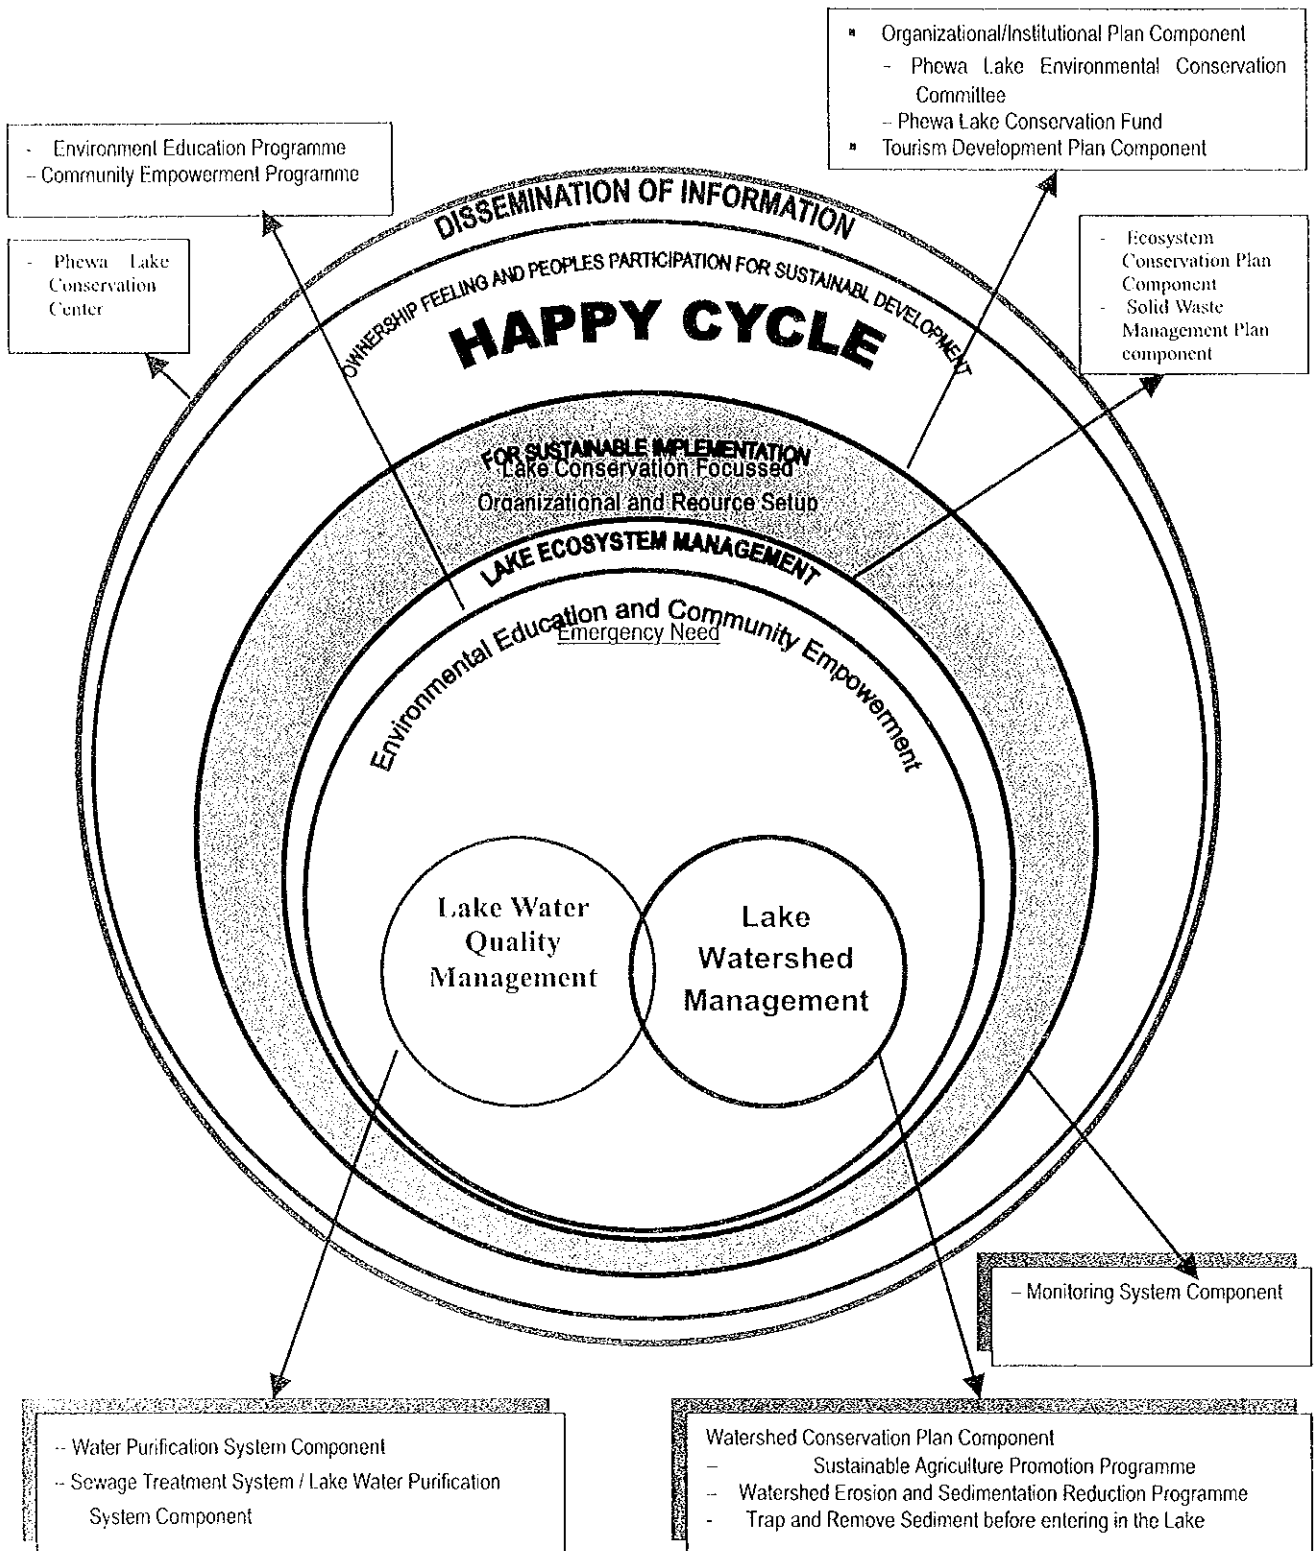 ▪ Organizational/Institutional Plan Component
- Phewa Lake Environmental Conservation
Committee
– Phewa Lake Conservation Fund
▪ Tourism Development Plan Component
- Environment Education Programme
– Community Empowerment Programme
- Phewa Lake
Conservation
Center
- Ecosystem
Conservation Plan
Component
- Solid Waste
Management Plan
component
DISSEMINATION OF INFORMATION
OWNERSHIP FEELING AND PEOPLES PARTICIPATION FOR SUSTAINABL DEVELOPMENT
HAPPY CYCLE
FOR SUSTAINABLE IMPLEMENTATION
Lake Conservation Focussed
Organizational and Reource Setup
LAKE ECOSYSTEM MANAGEMENT
Environmental Education and Community Empowerment
Emergency Need
Lake Water
Quality
Management
Lake
Watershed
Management
– Monitoring System Component
– Water Purification System Component
– Sewage Treatment System / Lake Water Purification
System Component
Watershed Conservation Plan Component
– Sustainable Agriculture Promotion Programme
– Watershed Erosion and Sedimentation Reduction Programme
- Trap and Remove Sediment before entering in the Lake